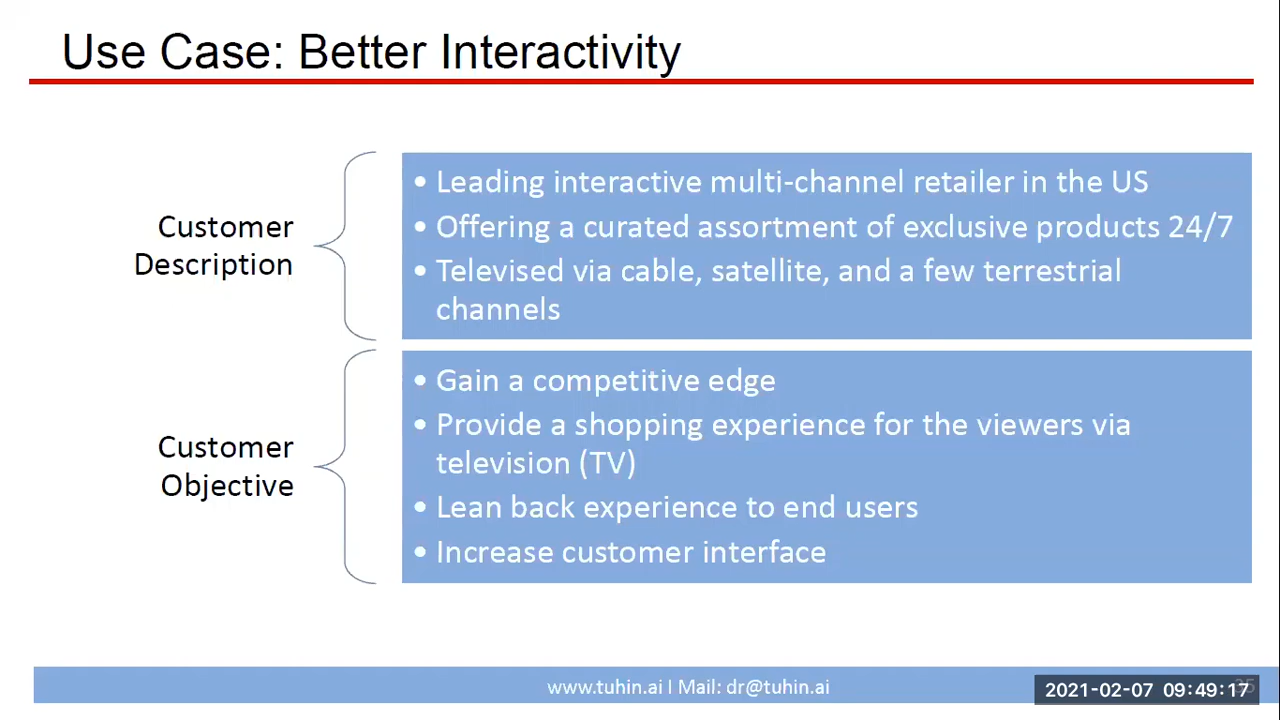 Use Case: Better Interactivity
Customer
Description
• Leading interactive multi-channel retailer in the US
• Offering a curated assortment of exclusive products 24/7
• Televised via cable, satellite, and a few terrestrial
channels
Customer
Objective
• Gain a competitive edge
• Provide a shopping experience for the viewers via
television (TV)
• Lean back experience to end users
• Increase customer interface
www.tuhin.ai I Mail: dr@tuhin.ai
2021-02-07 09:49:17